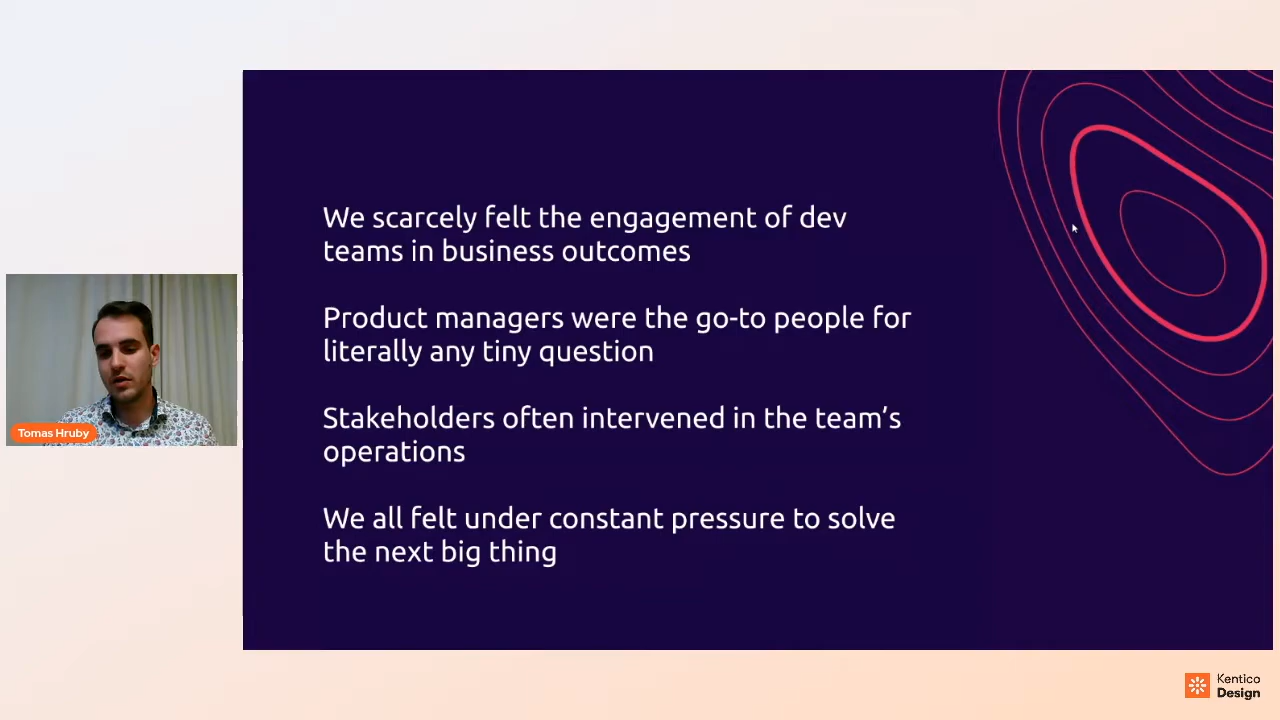 We scarcely felt the engagement of dev
teams in business outcomes
Product managers were the go-to people for
literally any tiny question
Stakeholders often intervened in the team’s
operations
We all felt under constant pressure to solve
the next big thing
Tomas Hruby
Kentico
Design